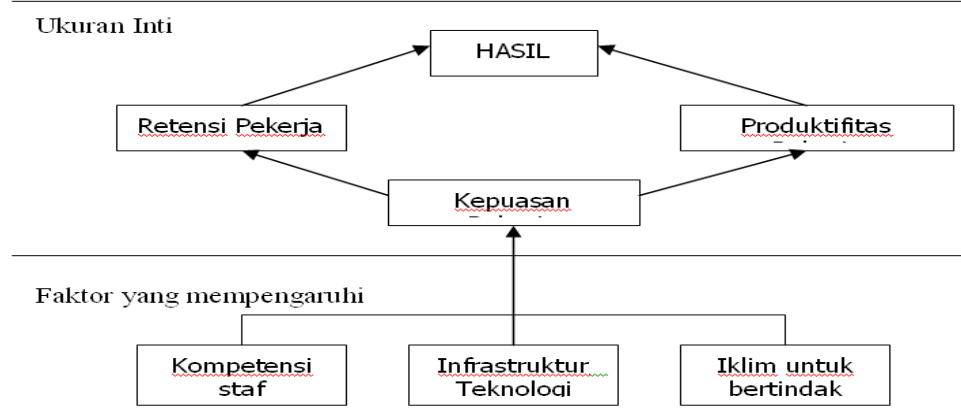 Ukuran Inti
HASIL
Retensi Pekerja
Produktifitas
Kepuasan
Faktor yang mempengaruhi
Kompetensi
staf
Infrastruktur
Teknologi
Iklim untuk
bertindak